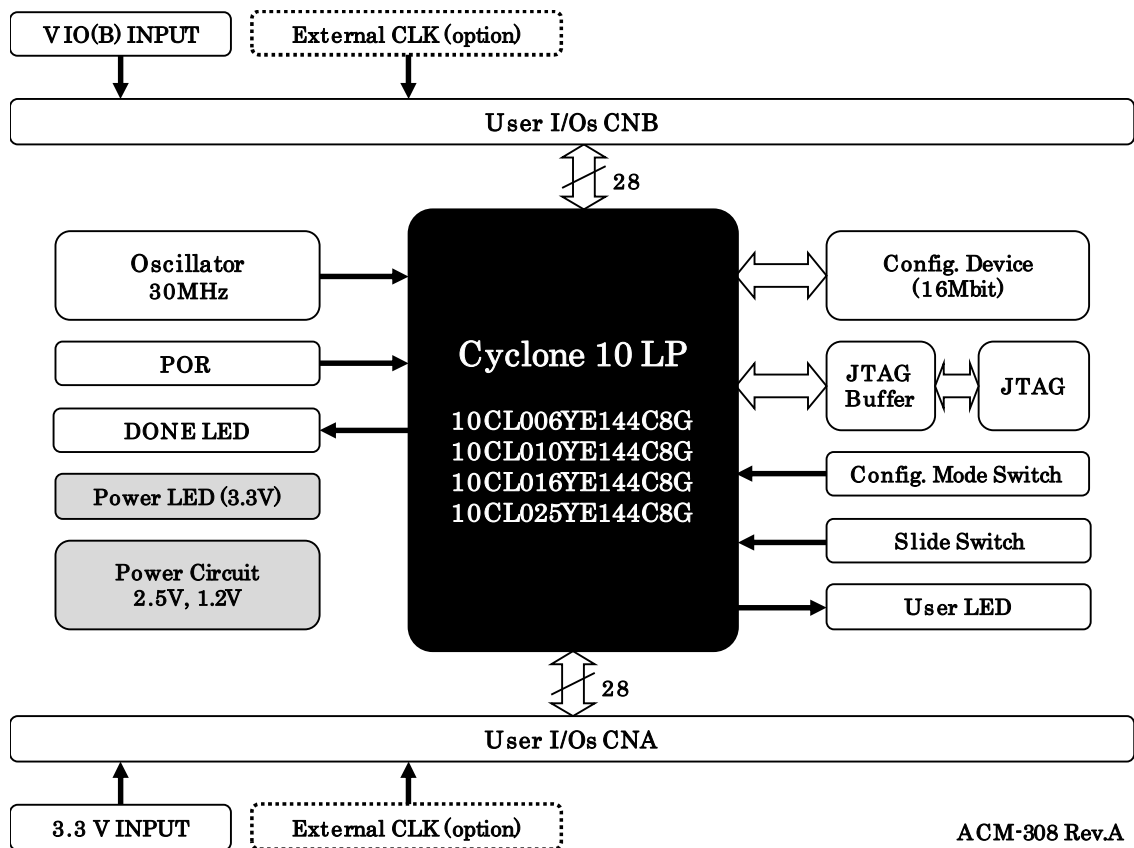 VIO(B) INPUT
External CLK (option)
User I/Os CNB
28
Oscillator
30MHz
POR
DONE LED
Power LED (3.3V)
Power Circuit
2.5V, 1.2V
Cyclone 10 LP
10CL006YE144C8G
10CL010YE144C8G
10CL016YE144C8G
10CL025YE144C8G
Config. Device
(16Mbit)
JTAG
Buffer
JTAG
Config. Mode Switch
Slide Switch
User LED
28
User I/Os CNA
3.3 V INPUT
External CLK (option)
ACM-308 Rev.A